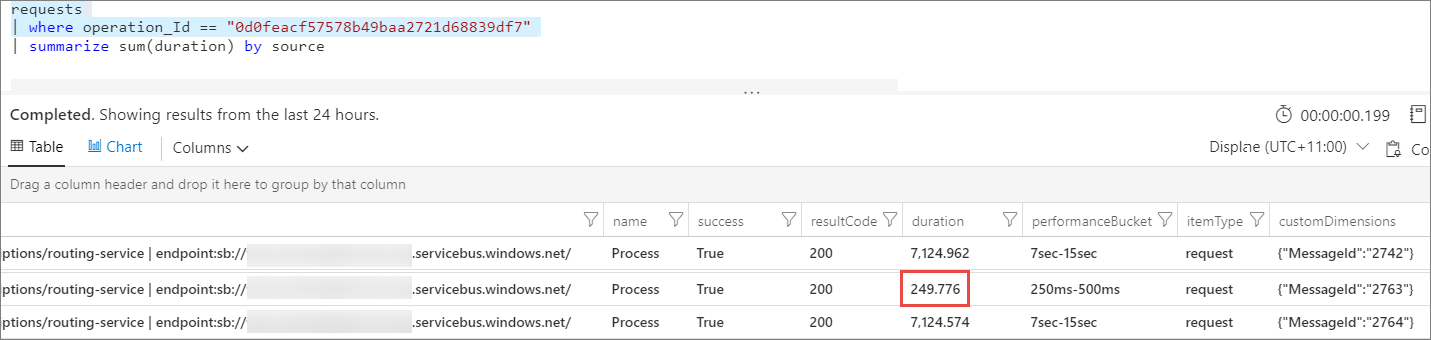 requests
| where operation_Id == "0d0feacf57578b49baa2721d68839df7"
| summarize sum(duration) by source
...
Completed. Showing results from the last 24 hours.
00:00:00.199
Table Chart Columns
(UTC+11:00)
Co
Drag a column header and drop it here to group by that column
name success resultCode duration performanceBucket itemType customDimensions
ptions/routing-service | endpoint:sb:// .servicebus.windows.net/ Process True 200 7,124.962 7sec-15sec request {"MessageId":"2742"}
ptions/routing-service | endpoint:sb:// .servicebus.windows.net/ Process True 200 249.776 250ms-500ms request {"MessageId":"2763"}
ptions/routing-service | endpoint:sb:// .servicebus.windows.net/ Process True 200 7,124.574 7sec-15sec request {"MessageId":"2764"}